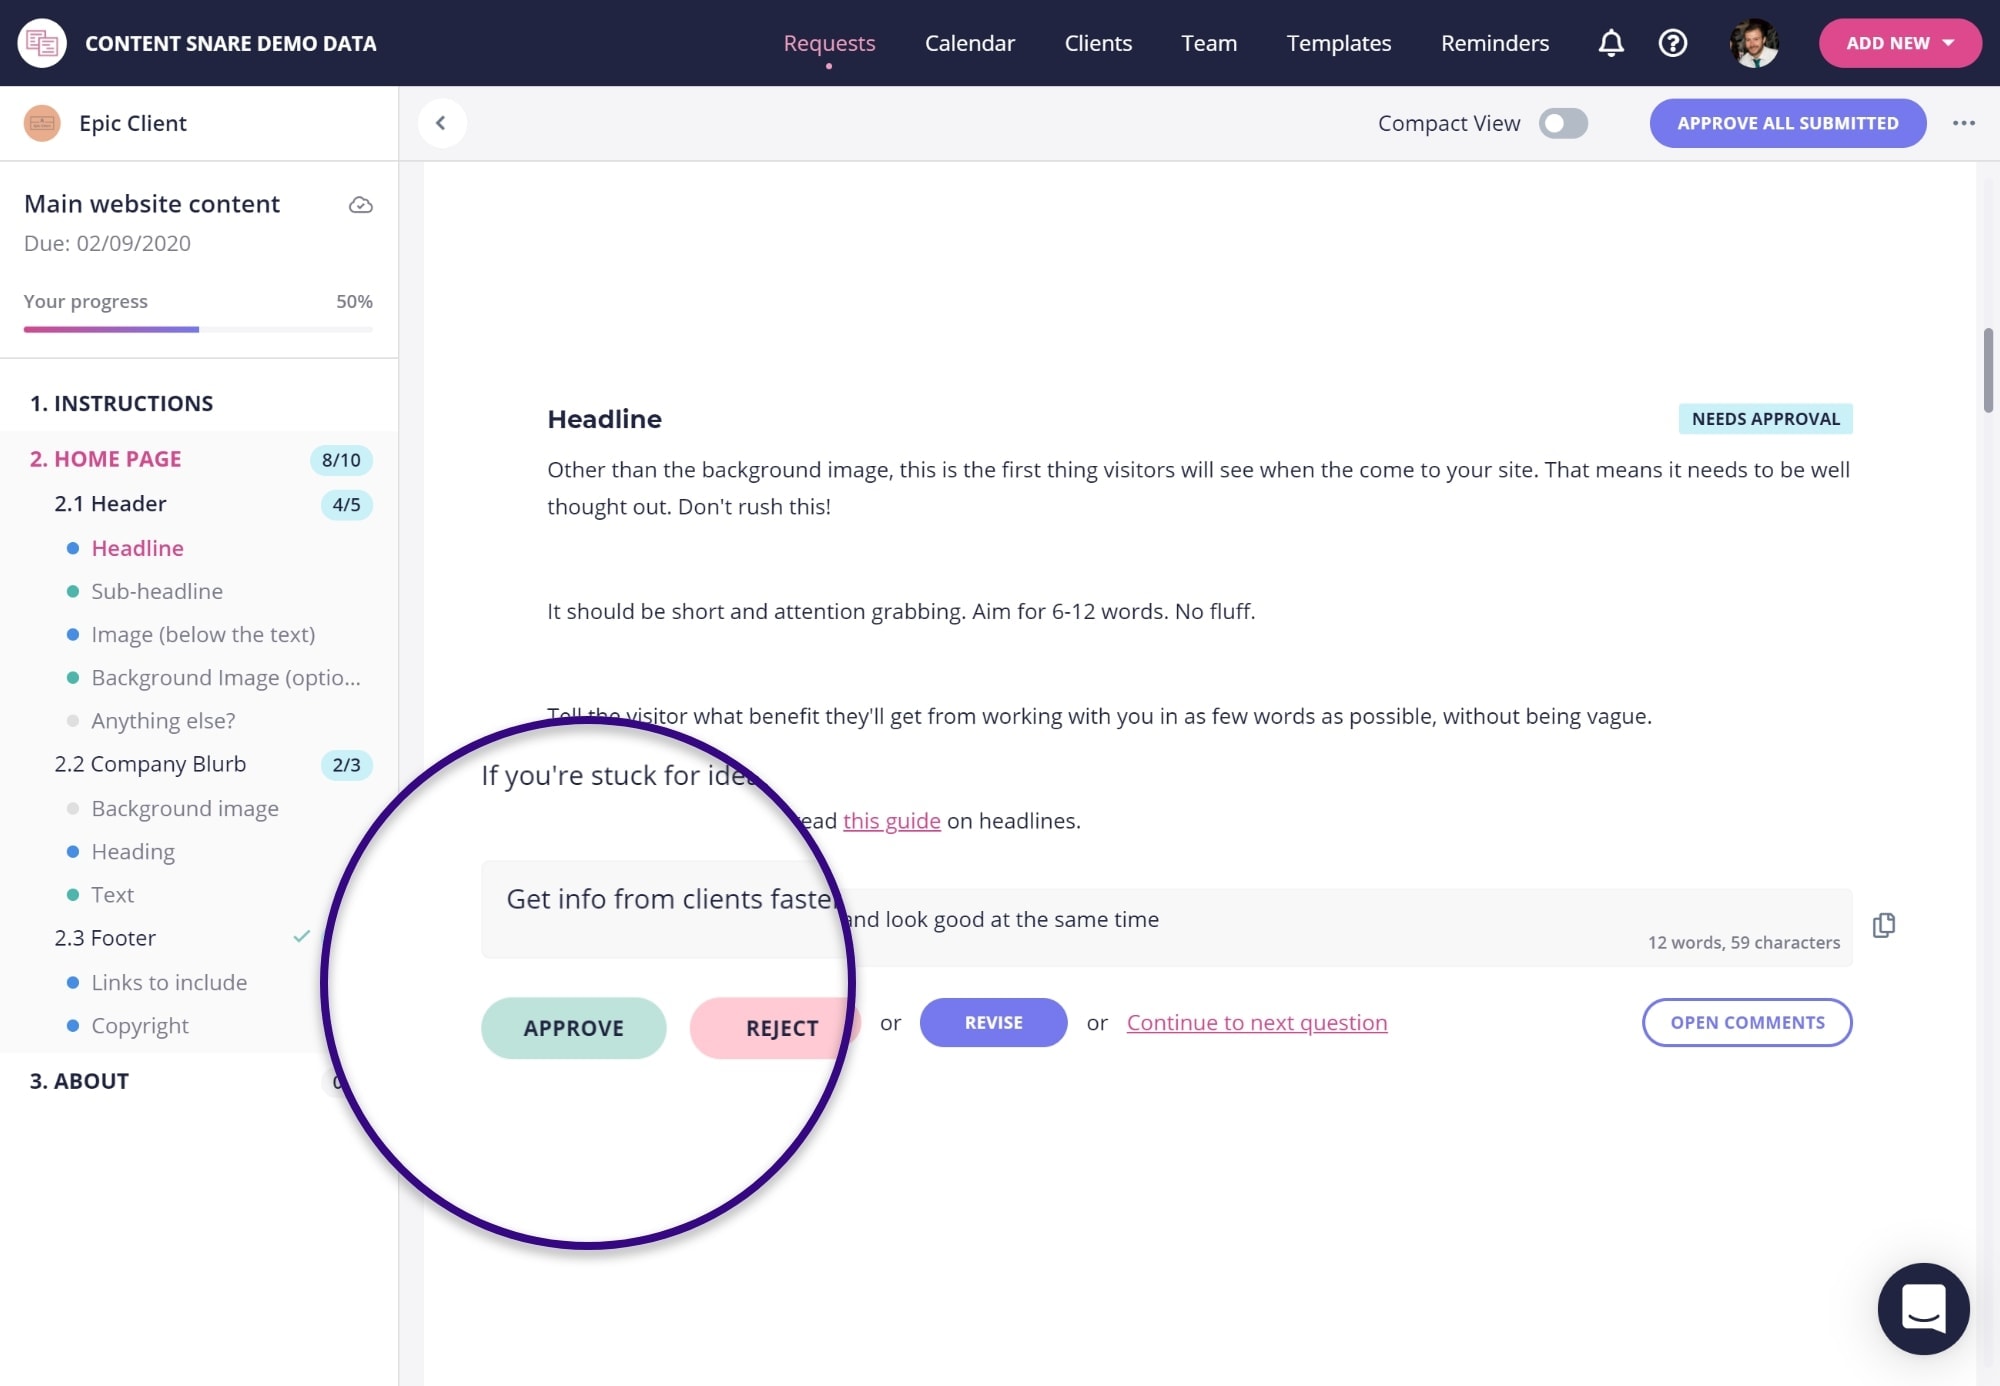 CONTENT SNARE DEMO DATA
Requests
Calendar
Clients
Team
Templates
Reminders
ADD NEW
Epic Client
Compact View
APPROVE ALL SUBMITTED
Main website content
Due: 02/09/2020
Your progress
50%
1. INSTRUCTIONS
2. HOME PAGE
8/10
2.1 Header
4/5
Headline
Sub-headline
Image (below the text)
Background Image (optio...
Anything else?
2.2 Company Blurb
2/3
Background image
Heading
Text
2.3 Footer
Links to include
Copyright
3. ABOUT
Headline
NEEDS APPROVAL
Other than the background image, this is the first thing visitors will see when the come to your site. That means it needs to be well
thought out. Don't rush this!
It should be short and attention grabbing. Aim for 6-12 words. No fluff.
Tell the visitor what benefit they'll get from working with you in as few words as possible, without being vague.
If you're stuck for
this guide on headlines.
Get info from clients faster and look good at the same time
12 words, 59 characters
APPROVE
REJECT
or
REVISE
or
Continue to next question
OPEN COMMENTS